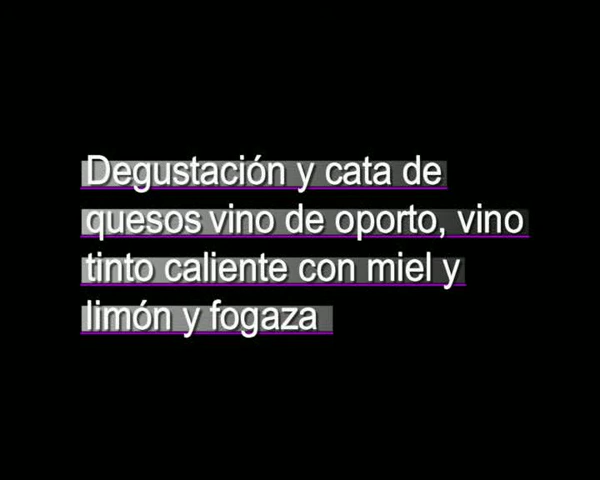 Degustación y cata de
quesos vino de oporto, vino
tinto caliente con miel y
limón y fogaza